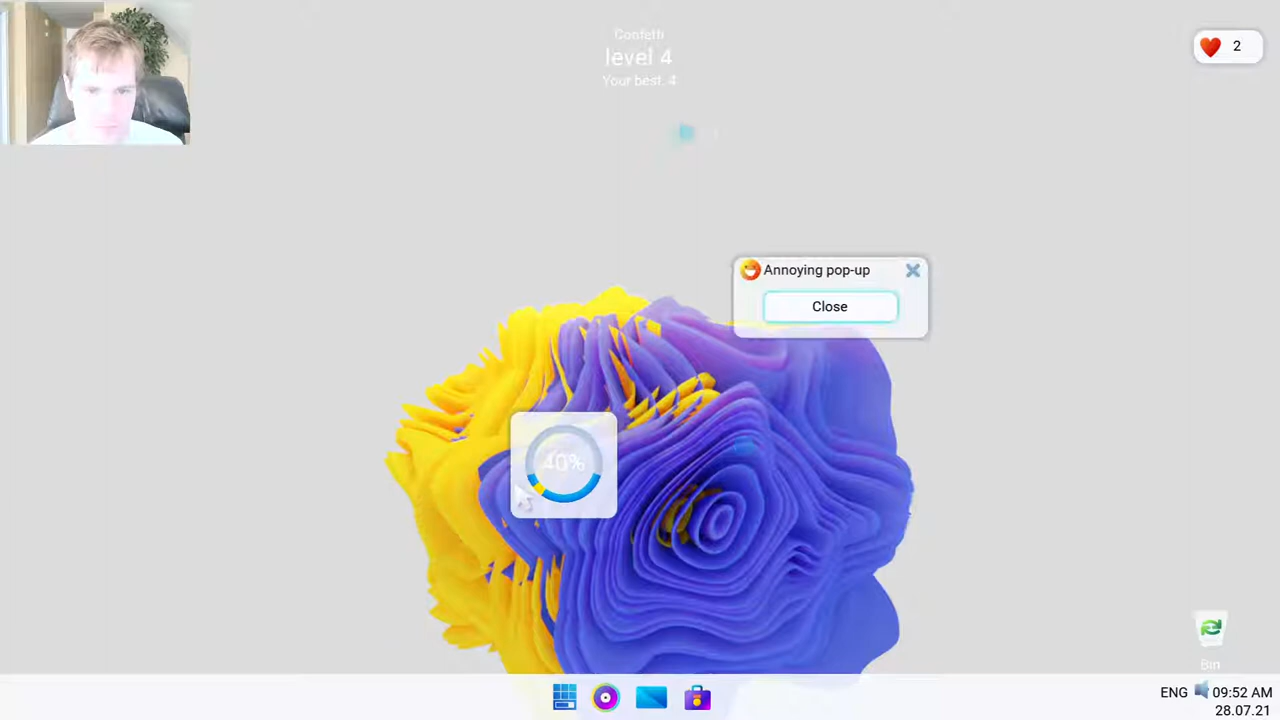 Confetti
level 4
Your best: 4
2
Annoying pop-up
Close
40%
Bin
ENG 09:52 AM
28.07.21